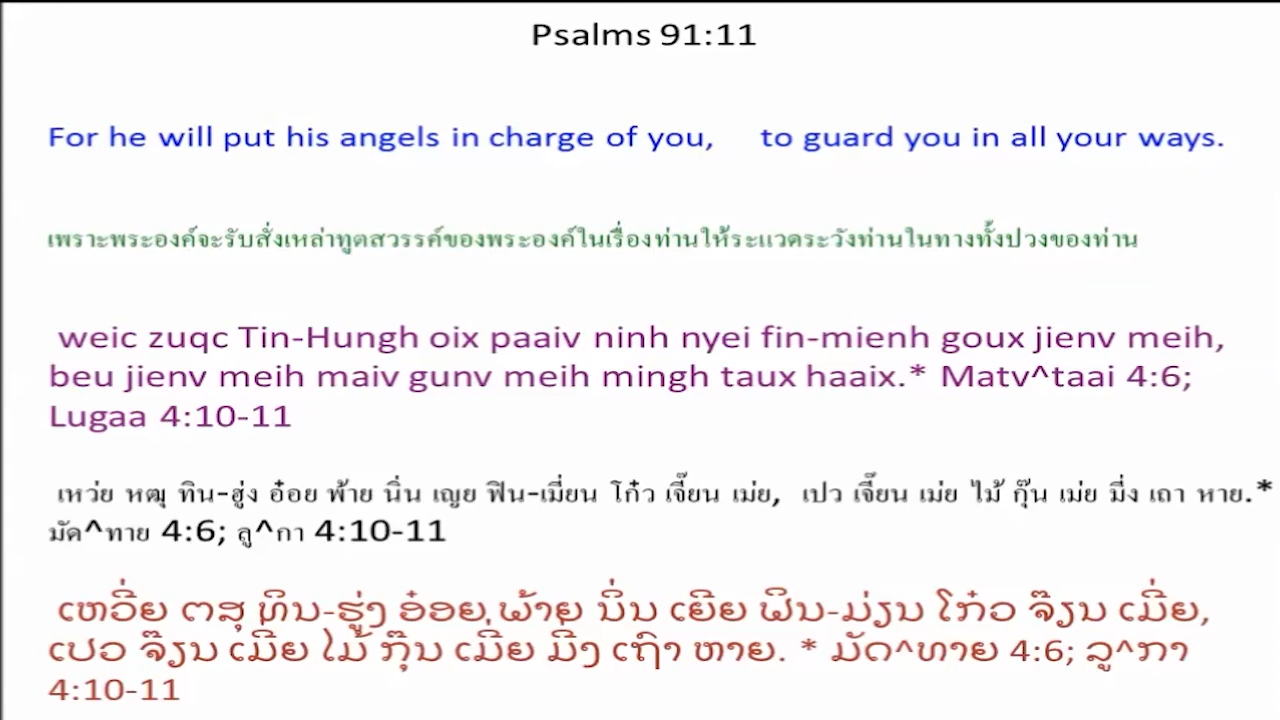 Psalms 91:11
For he will put his angels in charge of you, to guard you in all your ways.
เพราะพระองค์จะรับสั่งเหล่าทูตสวรรค์ของพระองค์ในเรื่องท่านให้ระแวดระวังท่านในทางทั้งปวงของท่าน
weic zuqc Tin-Hungh oix paaiv ninh nyei fin-mienh goux jienv meih,
beu jienv meih maiv gunv meih mingh taux haaix.* Matv^taai 4:6;
Lugaa 4:10-11
เหว่ย หฒุ ทิน-ฮู่ง อ๋อย พ้าย นิ่น เญย ฟิน-เมี่ยน โก๋ว เจี๊ยน เม่ย, เปว เจี๊ยน เม่ย ไม้ กุ๊น เม่ย มี่ง เถา หาย.*
มัด^ทาย 4:6; ลู^กา 4:10-11
ເຫວີ່ຍ ຕສຸ ທິນ-ຮູ່ງ ອ໋ອຍ ພ້າຍ ນິ່ນ ເຍີຍ ຟິນ-ມ່ຽນ ໂກ໋ວ ຈ໊ຽນ ເມີ່ຍ,
ເປວ ຈ໊ຽນ ເມີ່ຍ ໄມ້ ກຸ໊ນ ເມີ່ຍ ມີ່ງ ເຖົາ ຫາຍ. * ມັດ^ທາຍ 4:6; ລູ^ກາ
4:10-11